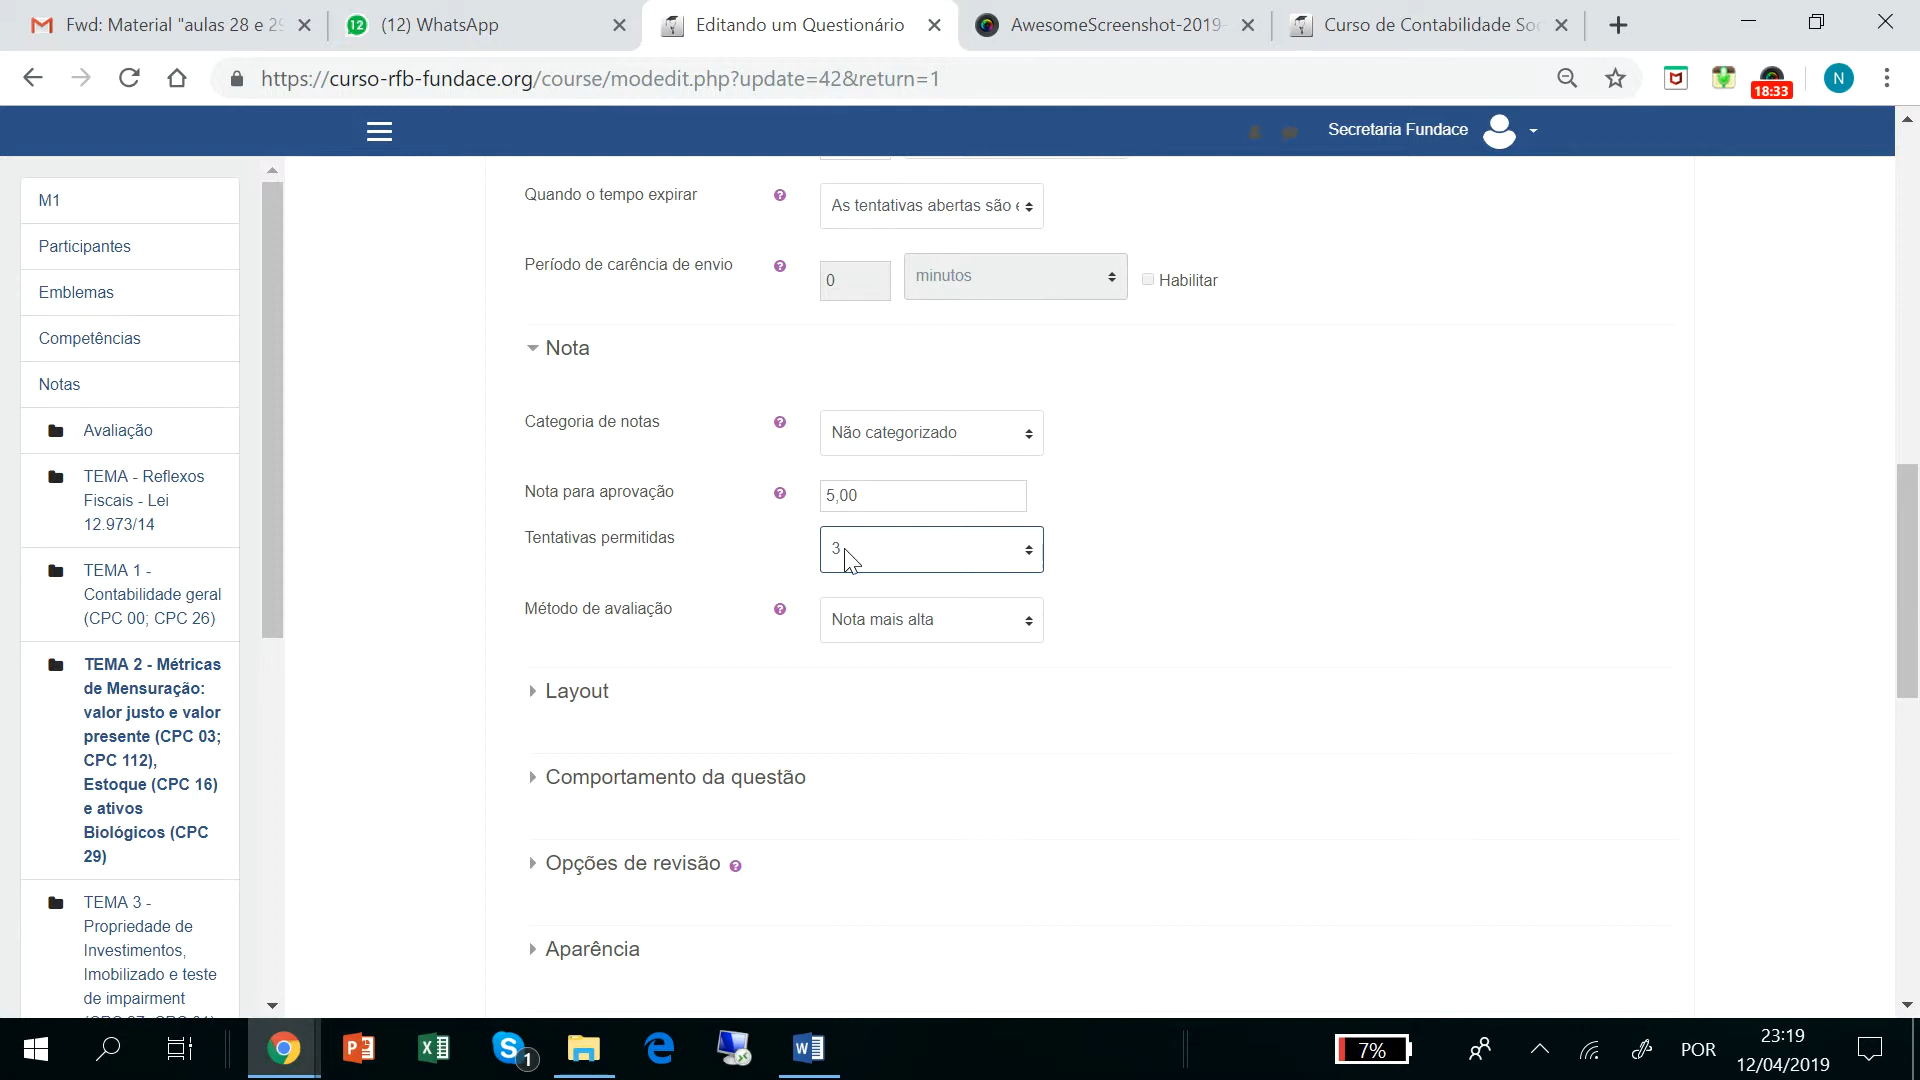 Fwd: Material "aulas 28 e 29
(12) WhatsApp
Editando um Questionário
AwesomeScreenshot-2019-
Curso de Contabilidade Soc
https://curso-rfb-fundace.org/course/modedit.php?update=42&return=1
18:33
N
Secretaria Fundace
M1
Participantes
Emblemas
Competências
Notas
Avaliação
TEMA - Reflexos
Fiscais - Lei
12.973/14
TEMA 1 -
Contabilidade geral
(CPC 00; CPC 26)
TEMA 2 - Métricas
de Mensuração:
valor justo e valor
presente (CPC 03;
CPC 112),
Estoque (CPC 16)
e ativos
Biológicos (CPC
29)
TEMA 3 -
Propriedade de
Investimentos,
Imobilizado e teste
de impairment
Quando o tempo expirar
As tentativas abertas são e
Período de carência de envio
0
minutos
Habilitar
Nota
Categoria de notas
Não categorizado
Nota para aprovação
5,00
Tentativas permitidas
3
Método de avaliação
Nota mais alta
Layout
Comportamento da questão
Opções de revisão
Aparência
1
7%
POR
23:19
12/04/2019